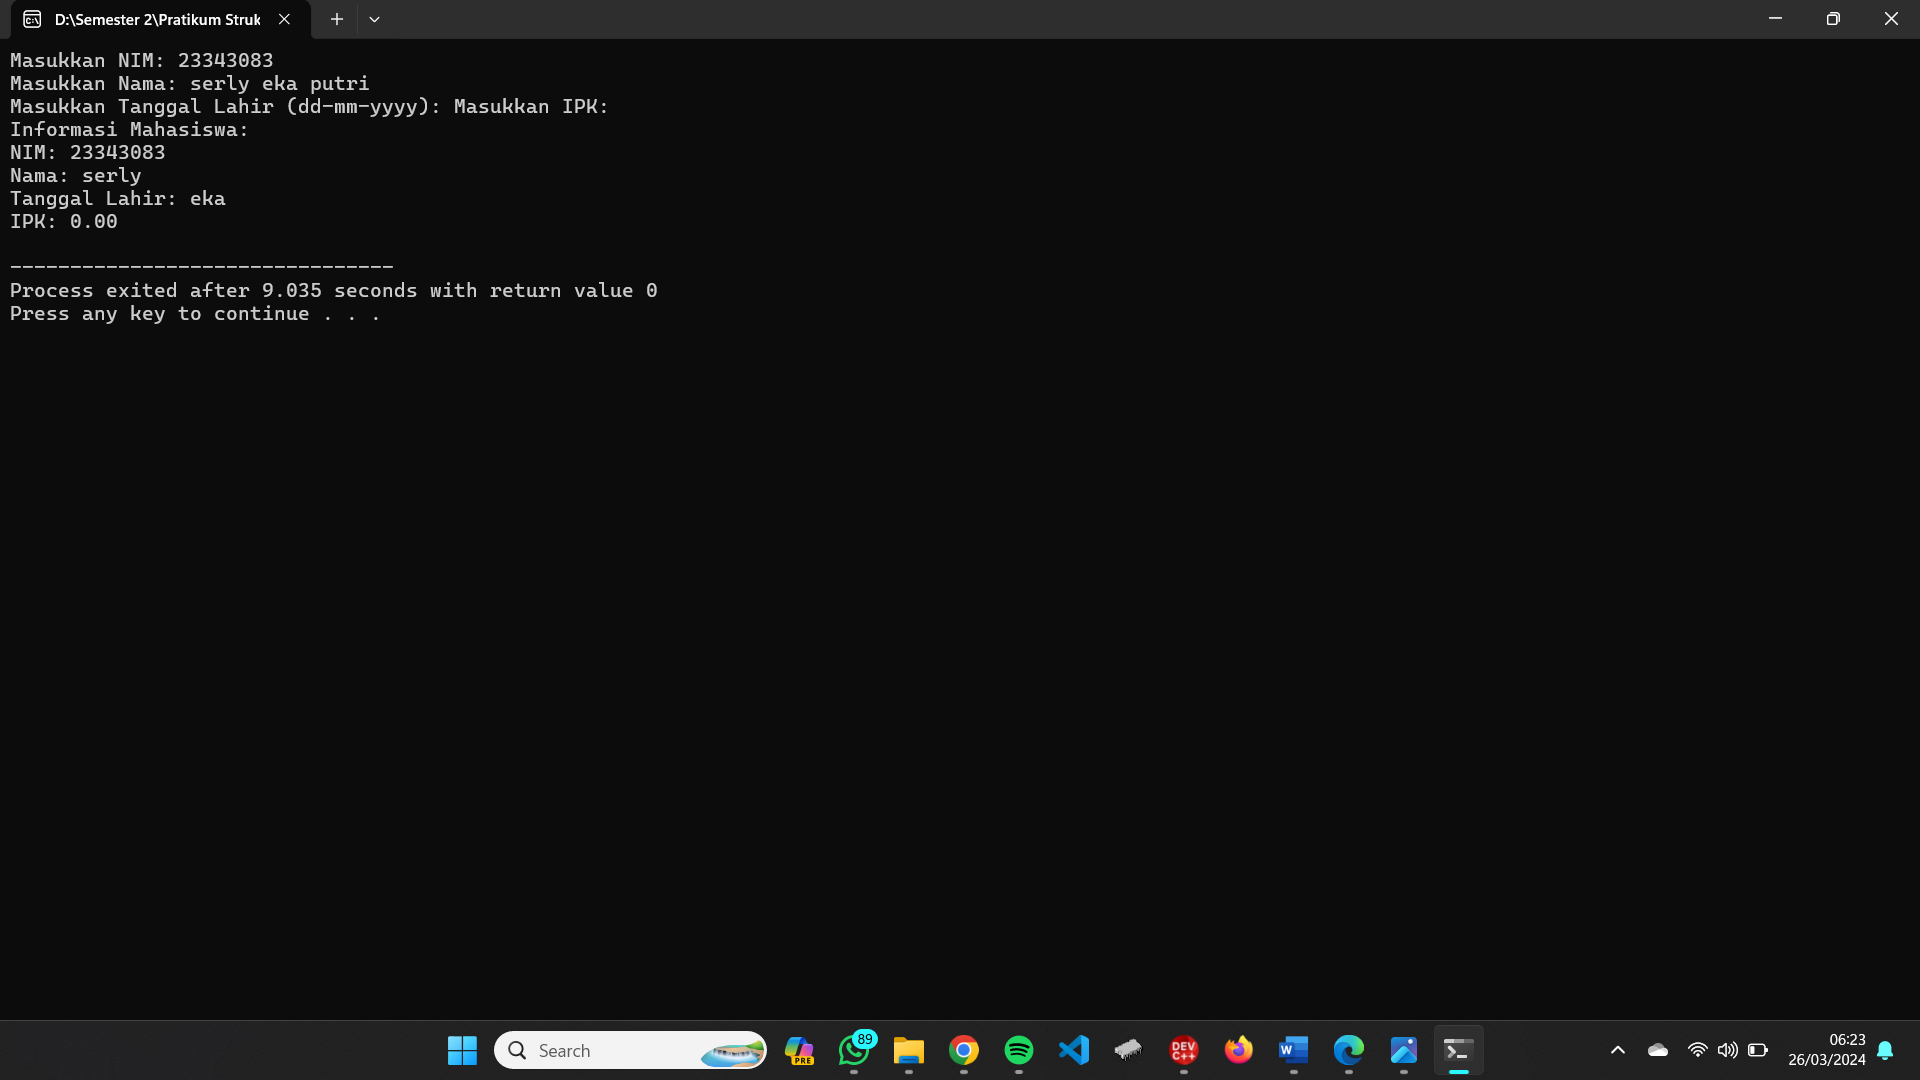 D:\Semester 2\Pratikum Struk
Masukkan NIM: 23343083
Masukkan Nama: serly eka putri
Masukkan Tanggal Lahir (dd-mm-yyyy): Masukkan IPK:
Informasi Mahasiswa:
NIM: 23343083
Nama: serly
Tanggal Lahir: eka
IPK: 0.00
--------------------------------
Process exited after 9.035 seconds with return value 0
Press any key to continue . . .
Search
PRE
89
DEV
C++
W
06:23
26/03/2024